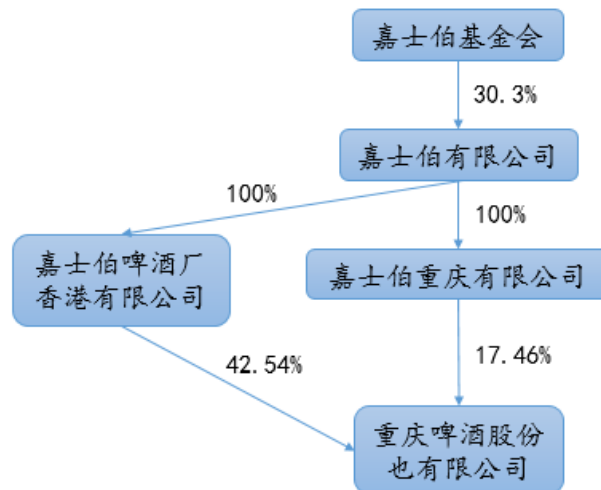 嘉士伯基金会
30.3%
嘉士伯有限公司
100%
100%
嘉士伯啤酒厂
香港有限公司
嘉士伯重庆有限公司
42.54%
17.46%
重庆啤酒股份
也有限公司